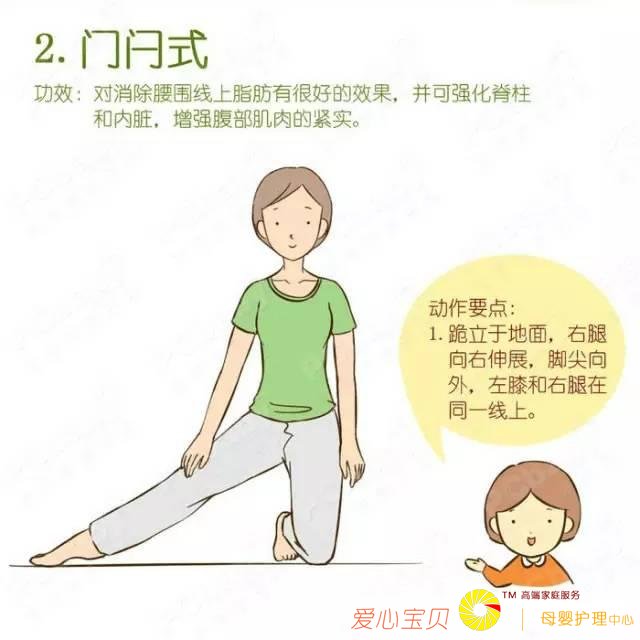 2. 门闩式
功效：对消除腰围线上脂肪有很好的效果，并可强化脊柱
和内脏，增强腹部肌肉的紧实。
动作要点：
1. 跪立于地面，右腿
向右伸展，脚尖向
外，左膝和右腿在
同一线上。
TM 高端家庭服务
爱心宝贝 | 母婴护理中心